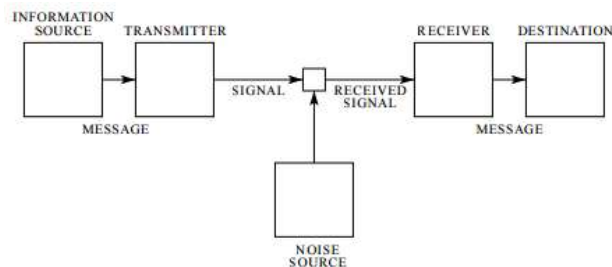 INFORMATION
SOURCE
TRANSMITTER
RECEIVER
DESTINATION
SIGNAL
RECEIVED
SIGNAL
MESSAGE
MESSAGE
NOISE
SOURCE